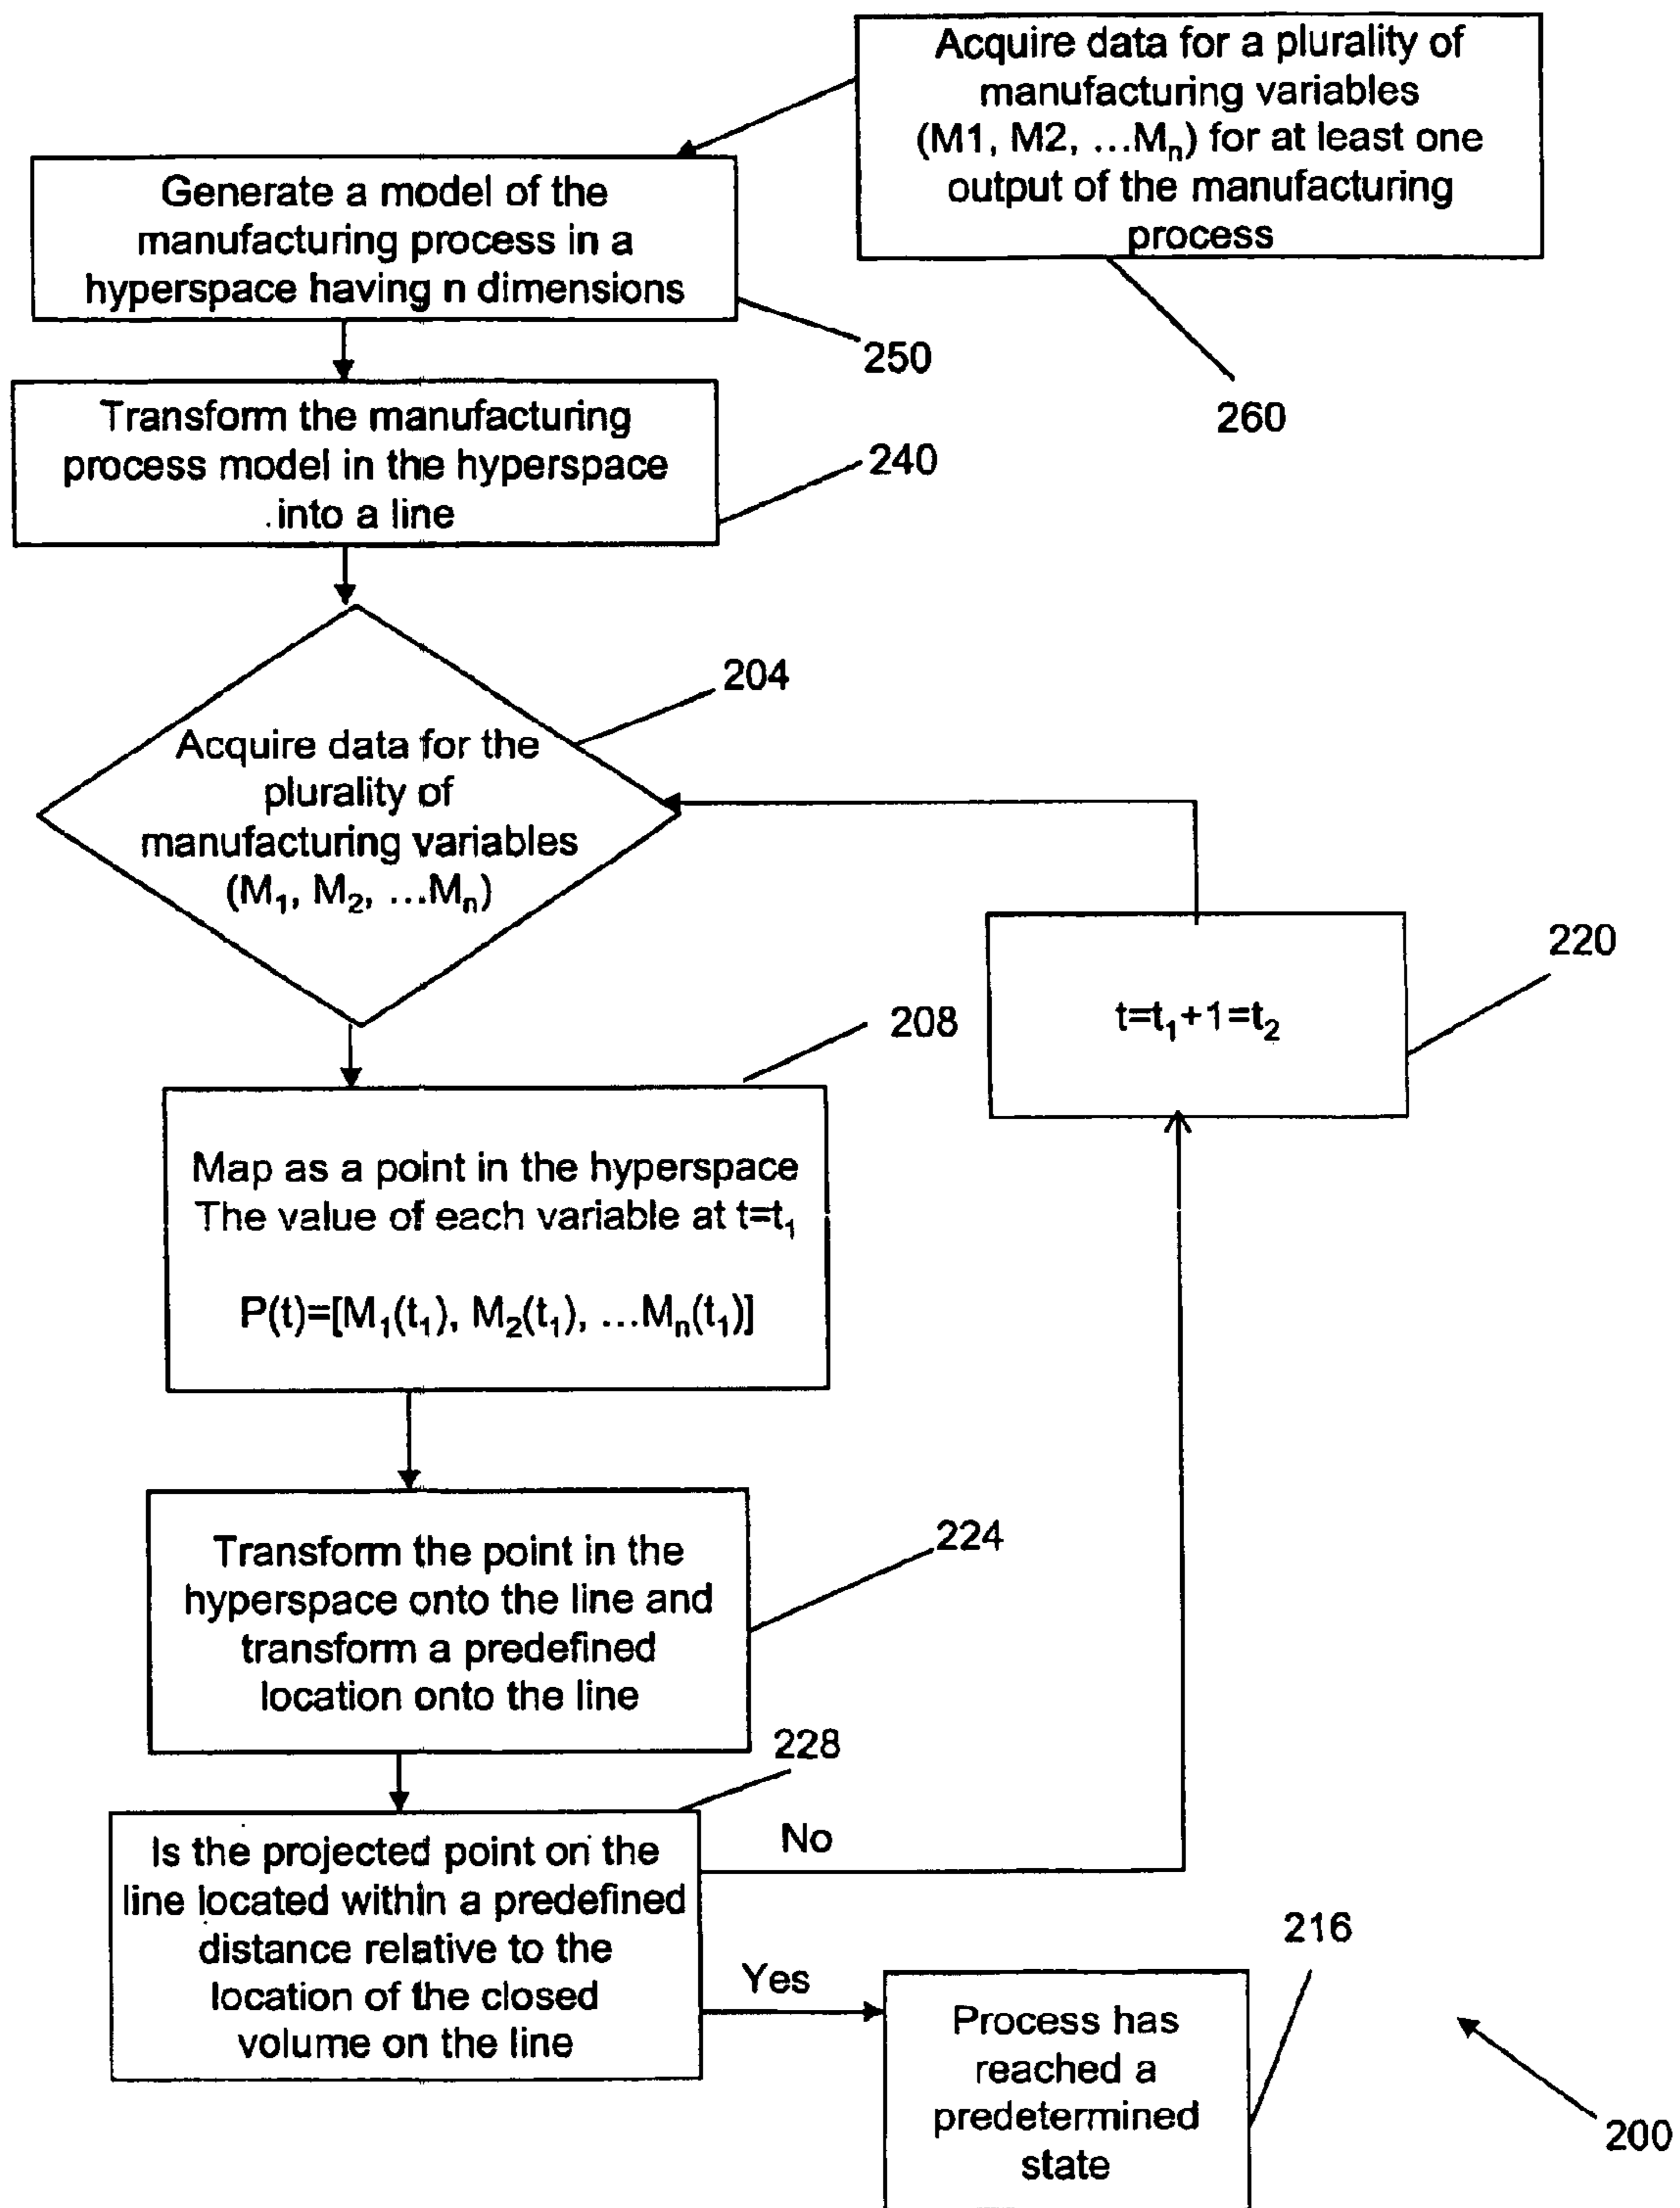 Acquire data for a plurality of
manufacturing variables
(M1, M2, ...Mₙ) for at least one
output of the manufacturing
process
260
Generate a model of the
manufacturing process in a
hyperspace having n dimensions
250
Transform the manufacturing
process model in the hyperspace
into a line
240
204
Acquire data for the
plurality of
manufacturing variables
(M₁, M₂, ...Mₙ)
220
t=t₁+1=t₂
208
Map as a point in the hyperspace
The value of each variable at t=t₁
P(t)=[M₁(t₁), M₂(t₁), ...Mₙ(t₁)]
224
Transform the point in the
hyperspace onto the line and
transform a predefined
location onto the line
228
Is the projected point on the
line located within a predefined
distance relative to the
location of the closed
volume on the line
No
Yes
216
Process has
reached a
predetermined
state
200